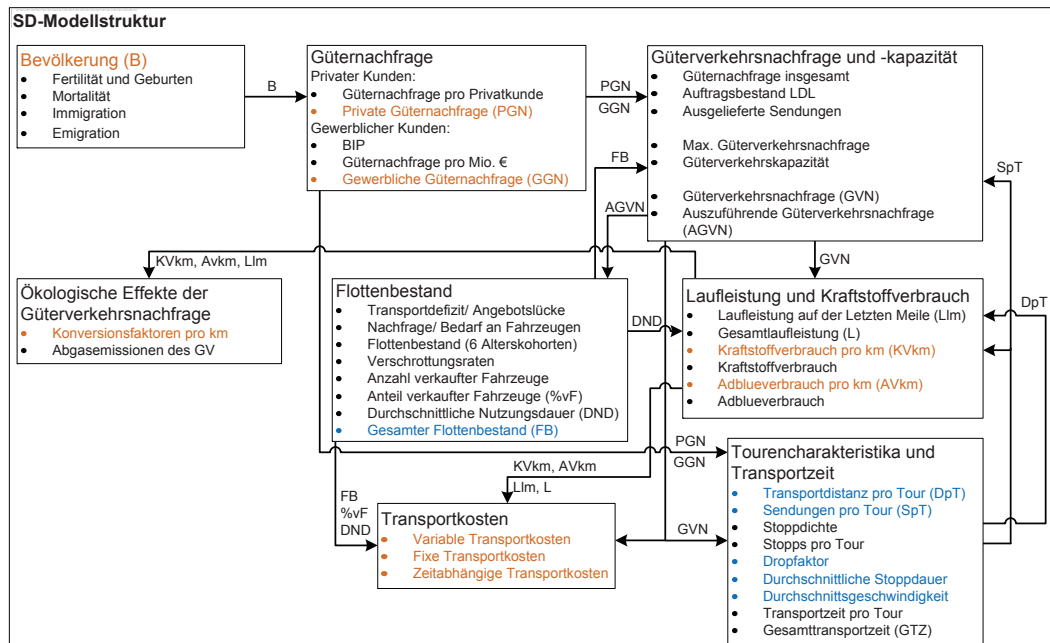 SD-Modellstruktur
Bevölkerung (B)
• Fertilität und Geburten
• Mortalität
• Immigration
• Emigration
B
Güternachfrage
Privater Kunden:
• Güternachfrage pro Privatkunde
• Private Güternachfrage (PGN)
Gewerblicher Kunden:
• BIP
• Güternachfrage pro Mio. €
• Gewerbliche Güternachfrage (GGN)
PGN
GGN
FB
AGVN
Güterverkehrsnachfrage und -kapazität
• Güternachfrage insgesamt
• Auftragsbestand LDL
• Ausgelieferte Sendungen
• Max. Güterverkehrsnachfrage
• Güterverkehrskapazität
• Güterverkehrsnachfrage (GVN)
• Auszuführende Güterverkehrsnachfrage
(AGVN)
SpT
KVkm, Avkm, Llm
GVN
Ökologische Effekte der
Güterverkehrsnachfrage
• Konversionsfaktoren pro km
• Abgasemissionen des GV
Flottenbestand
• Transportdefizit/ Angebotslücke
• Nachfrage/ Bedarf an Fahrzeugen
• Flottenbestand (6 Alterskohorten)
• Verschrottungsraten
• Anzahl verkaufter Fahrzeuge
• Anteil verkaufter Fahrzeuge (%vF)
• Durchschnittliche Nutzungsdauer (DND)
• Gesamter Flottenbestand (FB)
DND
Laufleistung und Kraftstoffverbrauch
• Laufleistung auf der Letzten Meile (Llm)
• Gesamtlaufleistung (L)
• Kraftstoffverbrauch pro km (KVkm)
• Kraftstoffverbrauch
• Adblueverbrauch pro km (AVkm)
• Adblueverbrauch
DpT
PGN
GGN
KVkm, AVkm
Llm, L
FB
%vF
DND
Transportkosten
• Variable Transportkosten
• Fixe Transportkosten
• Zeitabhängige Transportkosten
GVN
Tourencharakteristika und
Transportzeit
• Transportdistanz pro Tour (DpT)
• Sendungen pro Tour (SpT)
• Stoppdichte
• Stopps pro Tour
• Dropfaktor
• Durchschnittliche Stoppdauer
• Durchschnittsgeschwindigkeit
• Transportzeit pro Tour
• Gesamttransportzeit (GTZ)